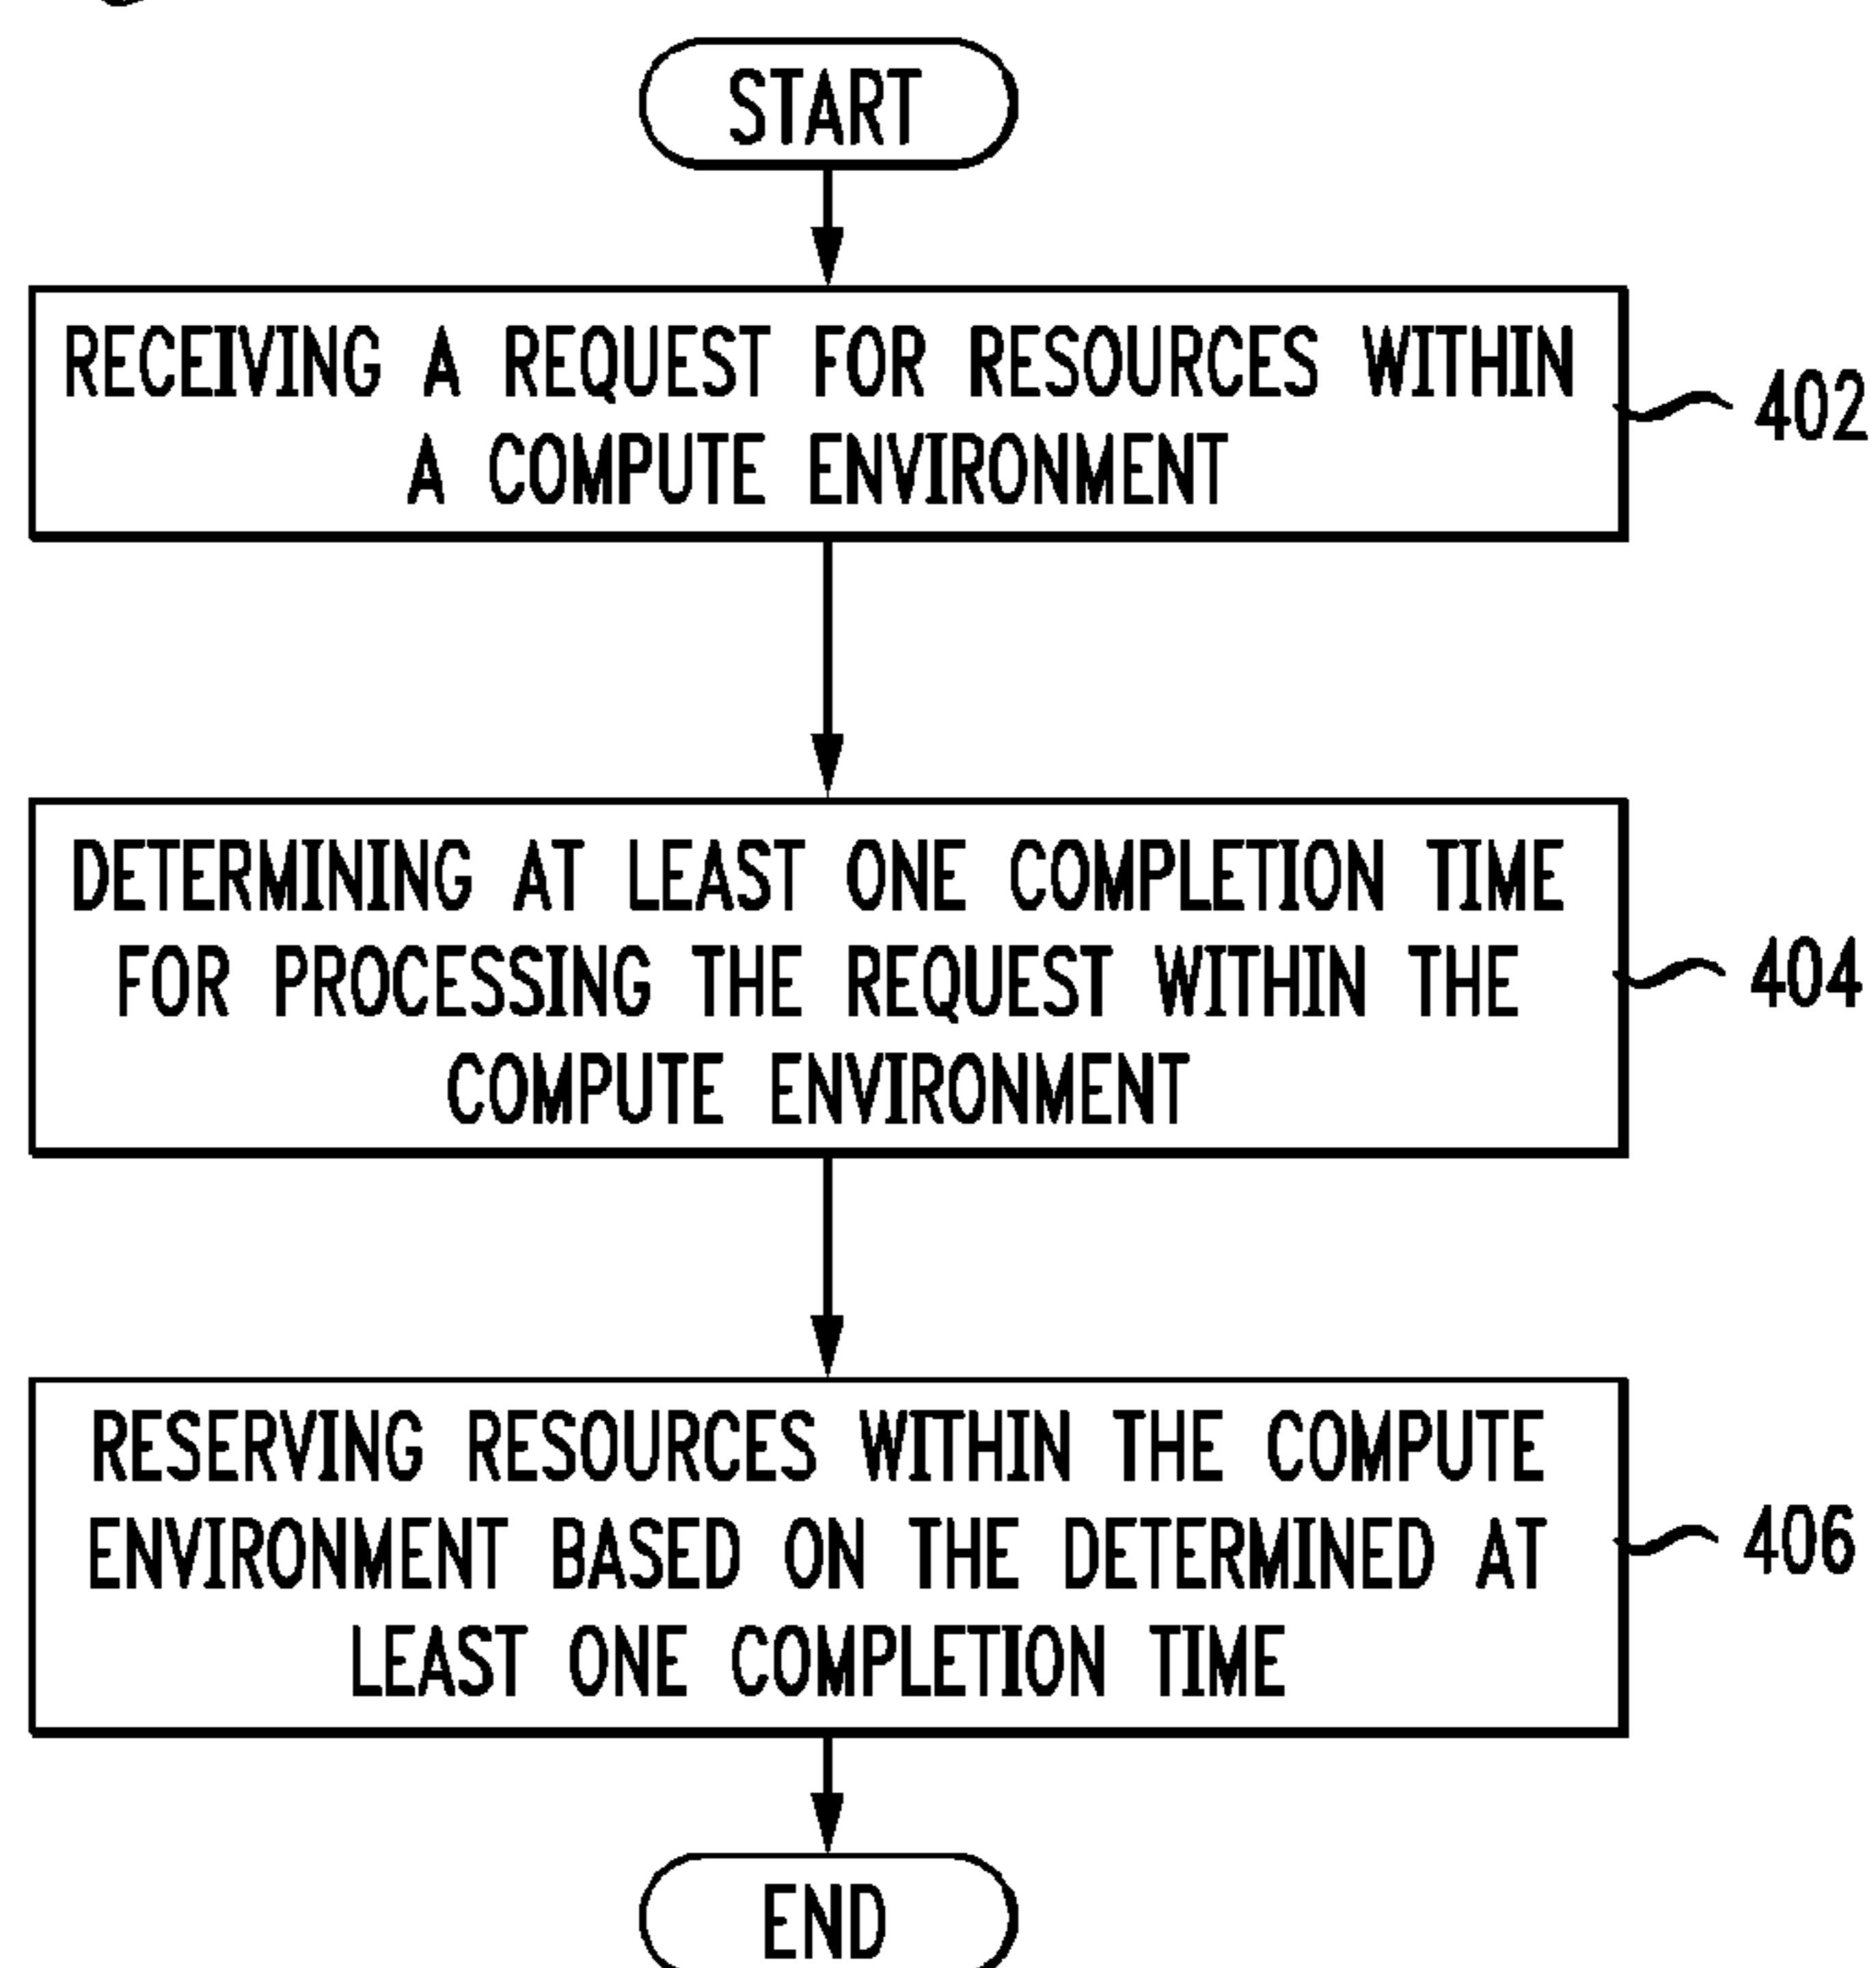 START
RECEIVING A REQUEST FOR RESOURCES WITHIN
A COMPUTE ENVIRONMENT
402
DETERMINING AT LEAST ONE COMPLETION TIME
FOR PROCESSING THE REQUEST WITHIN THE
COMPUTE ENVIRONMENT
404
RESERVING RESOURCES WITHIN THE COMPUTE
ENVIRONMENT BASED ON THE DETERMINED AT
LEAST ONE COMPLETION TIME
406
END